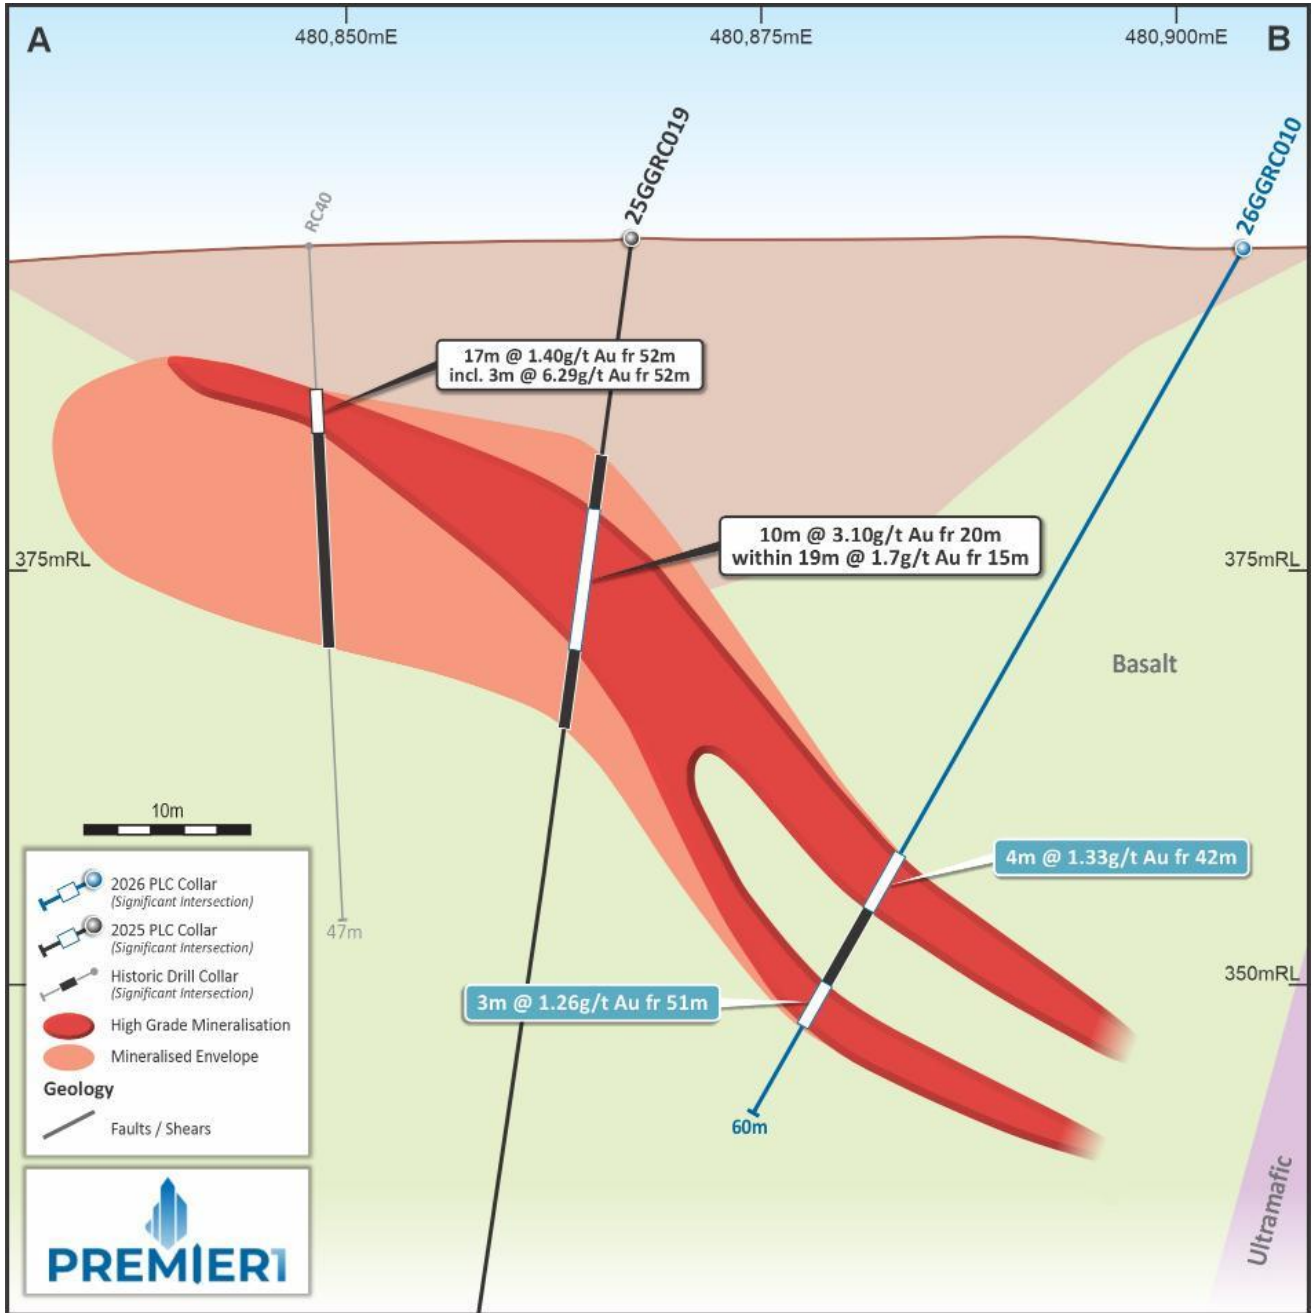 A
480,850mE
480,875mE
480,900mE
B
RC40
25GGRC019
26GGRC010
17m @ 1.40g/t Au fr 52m
incl. 3m @ 6.29g/t Au fr 52m
10m @ 3.10g/t Au fr 20m
within 19m @ 1.7g/t Au fr 15m
375mRL
375mRL
Basalt
10m
4m @ 1.33g/t Au fr 42m
47m
350mRL
3m @ 1.26g/t Au fr 51m
60m
Ultramafic
2026 PLC Collar
(Significant Intersection)
2025 PLC Collar
(Significant Intersection)
Historic Drill Collar
(Significant Intersection)
High Grade Mineralisation
Mineralised Envelope
Geology
Faults / Shears
PREMIER1